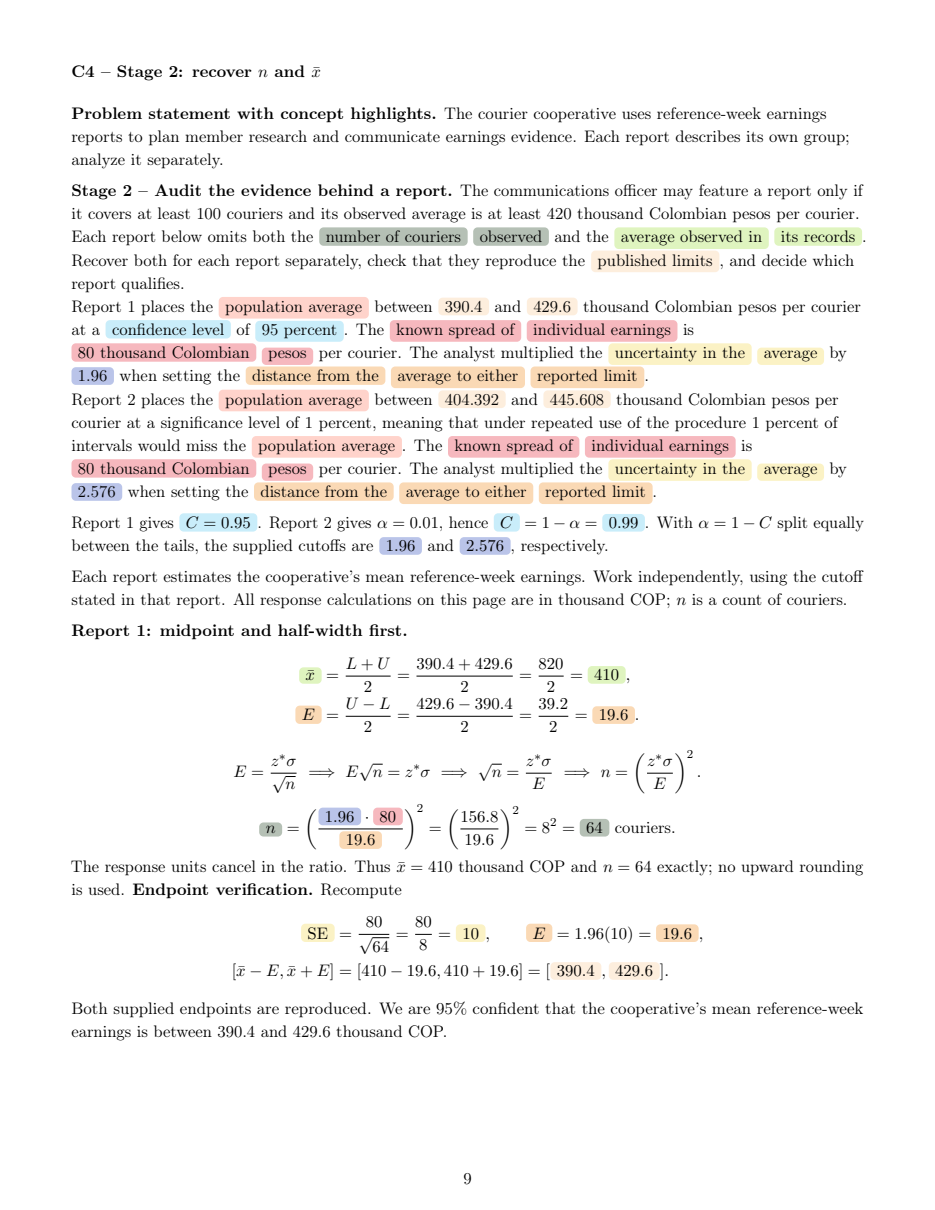 C4 – Stage 2: recover n and x̄
Problem statement with concept highlights. The courier cooperative uses reference-week earnings
reports to plan member research and communicate earnings evidence. Each report describes its own group;
analyze it separately.
Stage 2 – Audit the evidence behind a report. The communications officer may feature a report only if
it covers at least 100 couriers and its observed average is at least 420 thousand Colombian pesos per courier.
Each report below omits both the number of couriers observed and the average observed in its records .
Recover both for each report separately, check that they reproduce the published limits , and decide which
report qualifies.
Report 1 places the population average between 390.4 and 429.6 thousand Colombian pesos per courier
at a confidence level of 95 percent . The known spread of individual earnings is
80 thousand Colombian pesos per courier. The analyst multiplied the uncertainty in the average by
1.96 when setting the distance from the average to either reported limit .
Report 2 places the population average between 404.392 and 445.608 thousand Colombian pesos per
courier at a significance level of 1 percent, meaning that under repeated use of the procedure 1 percent of
intervals would miss the population average . The known spread of individual earnings is
80 thousand Colombian pesos per courier. The analyst multiplied the uncertainty in the average by
2.576 when setting the distance from the average to either reported limit .
Report 1 gives C = 0.95 . Report 2 gives α = 0.01, hence C = 1 − α = 0.99 . With α = 1 − C split equally
between the tails, the supplied cutoffs are 1.96 and 2.576 , respectively.
Each report estimates the cooperative's mean reference-week earnings. Work independently, using the cutoff
stated in that report. All response calculations on this page are in thousand COP; n is a count of couriers.
Report 1: midpoint and half-width first.
x̄ = (L + U)/2 = (390.4 + 429.6)/2 = 820/2 = 410 ,
E = (U − L)/2 = (429.6 − 390.4)/2 = 39.2/2 = 19.6 .
E = z*σ/√n ⟹ E√n = z*σ ⟹ √n = z*σ/E ⟹ n = (z*σ/E)² .
n = (1.96 · 80 / 19.6)² = (156.8/19.6)² = 8² = 64 couriers.
The response units cancel in the ratio. Thus x̄ = 410 thousand COP and n = 64 exactly; no upward rounding
is used. Endpoint verification. Recompute
SE = 80/√64 = 80/8 = 10 , E = 1.96(10) = 19.6 ,
[x̄ − E, x̄ + E] = [410 − 19.6, 410 + 19.6] = [ 390.4 , 429.6 ].
Both supplied endpoints are reproduced. We are 95% confident that the cooperative's mean reference-week
earnings is between 390.4 and 429.6 thousand COP.
9